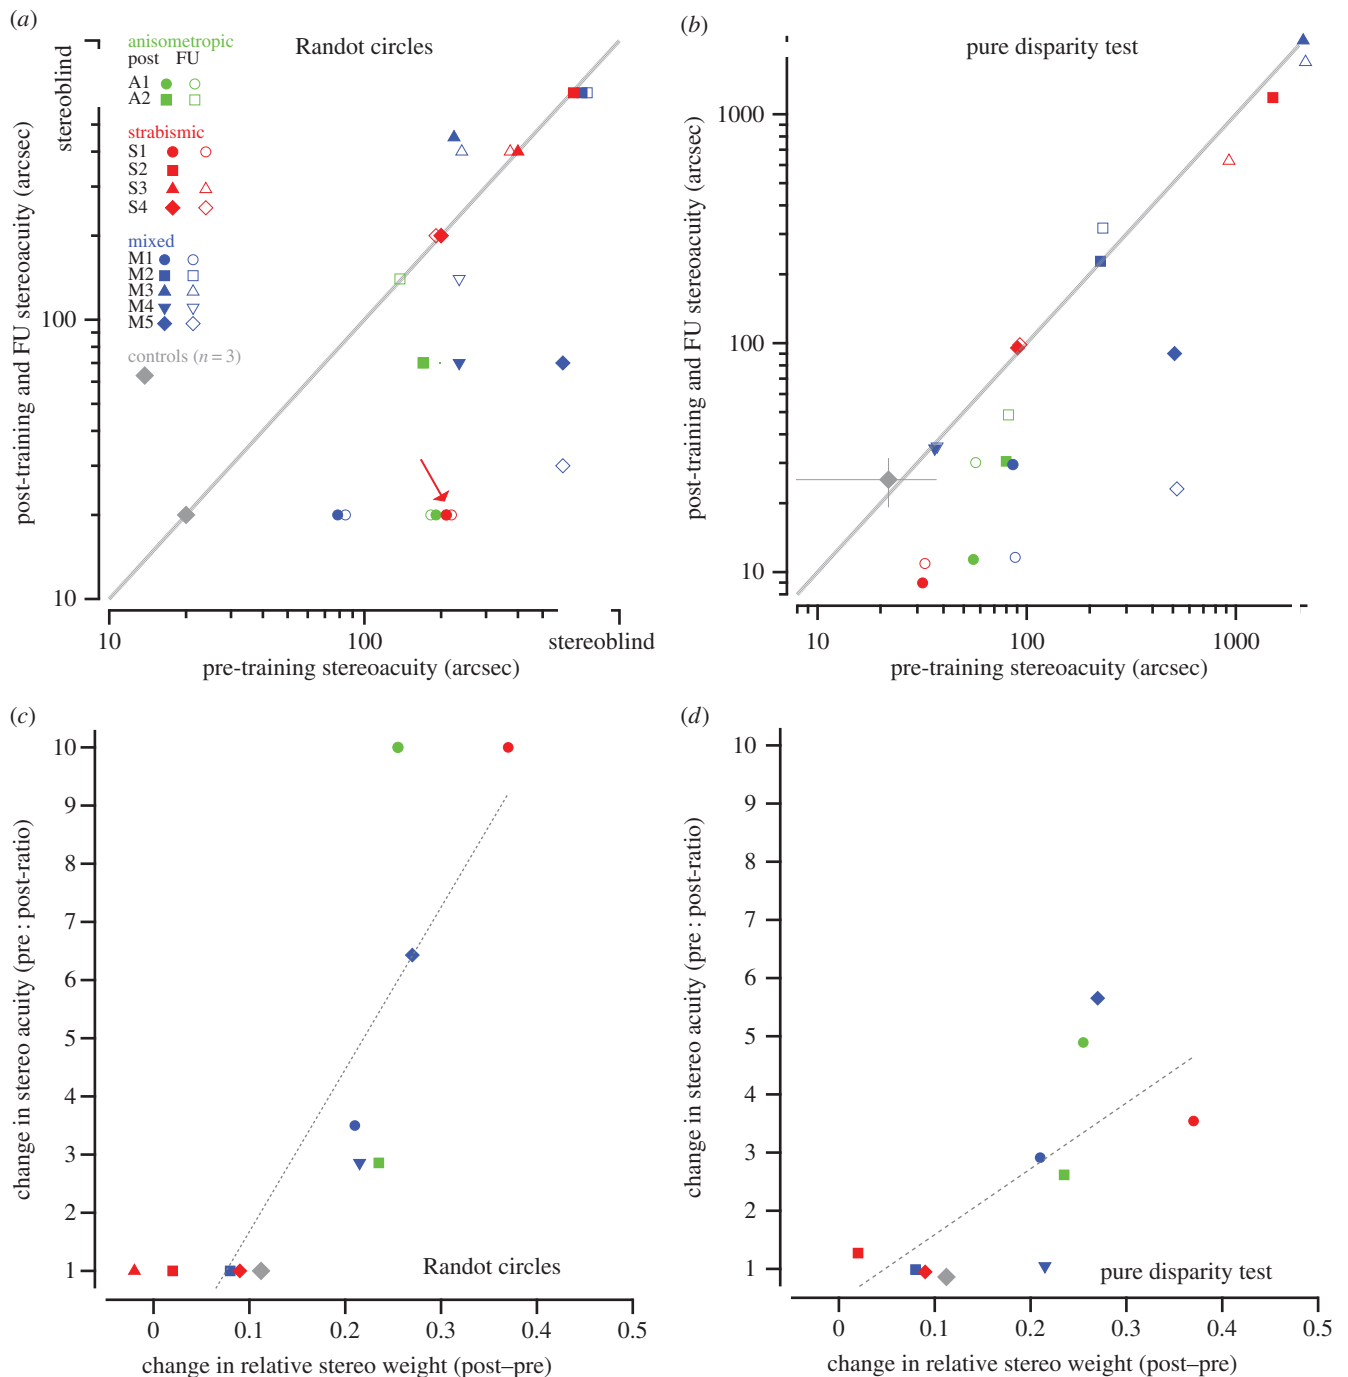 (a)
Randot circles
stereoblind
100
10
post-training and FU stereoacuity (arcsec)
anisometropic
post FU
A1
A2
strabismic
S1
S2
S3
S4
mixed
M1
M2
M3
M4
M5
controls (n = 3)
10
100
stereoblind
pre-training stereoacuity (arcsec)
(b)
pure disparity test
1000
100
10
post-training and FU stereoacuity (arcsec)
10
100
1000
pre-training stereoacuity (arcsec)
(c)
10
9
8
7
6
5
4
3
2
1
change in stereo acuity (pre : post-ratio)
Randot circles
0
0.1
0.2
0.3
0.4
0.5
change in relative stereo weight (post–pre)
(d)
10
9
8
7
6
5
4
3
2
1
change in stereo acuity (pre : post-ratio)
pure disparity test
0
0.1
0.2
0.3
0.4
0.5
change in relative stereo weight (post–pre)